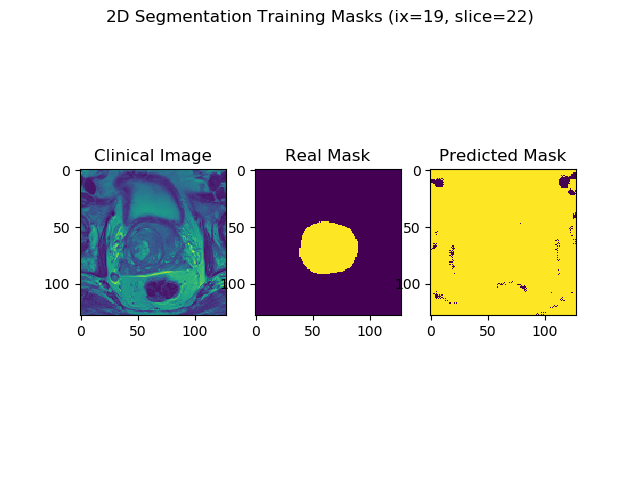 2D Segmentation Training Masks (ix=19, slice=22)
Clinical Image Real Mask Predicted Mask
0 0 0
50 50 50
100 100 100
0 50 100 0 50 100 0 50 100